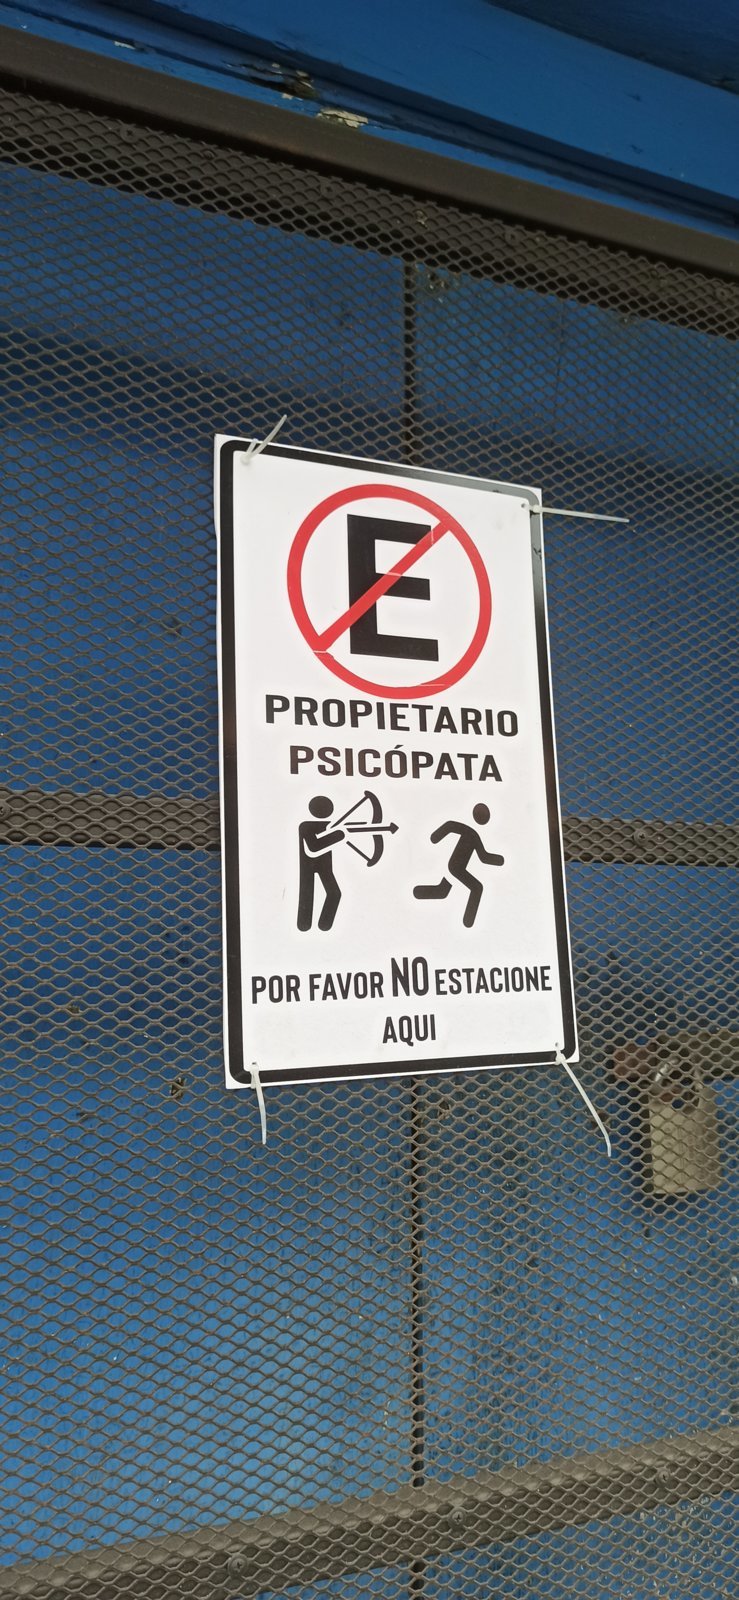 E
PROPIETARIO
PSICÓPATA
POR FAVOR NO ESTACIONE
AQUI